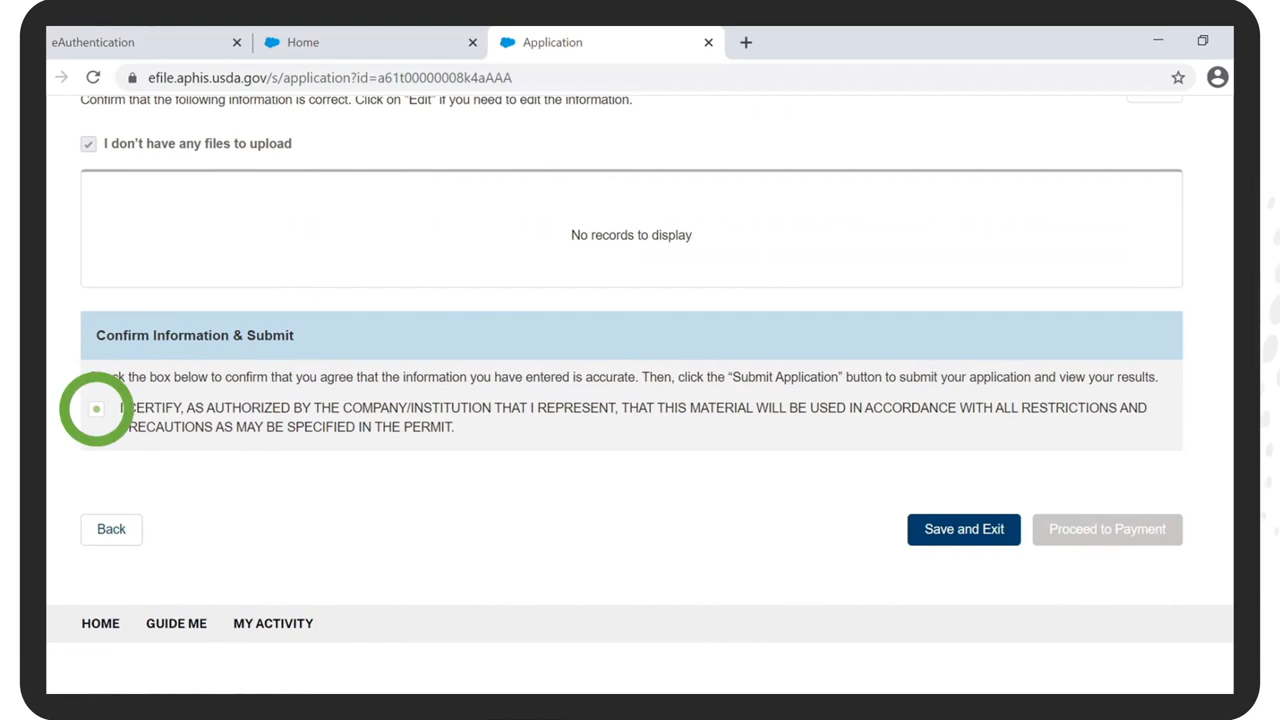 eAuthentication
Home
Application
efile.aphis.usda.gov/s/application?id=a61t00000008k4aAAA
Confirm that the following information is correct. Click on "Edit" if you need to edit the information.
I don't have any files to upload
No records to display
Confirm Information & Submit
the box below to confirm that you agree that the information you have entered is accurate. Then, click the “Submit Application” button to submit your application and view your results.
I CERTIFY, AS AUTHORIZED BY THE COMPANY/INSTITUTION THAT I REPRESENT, THAT THIS MATERIAL WILL BE USED IN ACCORDANCE WITH ALL RESTRICTIONS AND
PRECAUTIONS AS MAY BE SPECIFIED IN THE PERMIT.
Back
Save and Exit
Proceed to Payment
HOME
GUIDE ME
MY ACTIVITY